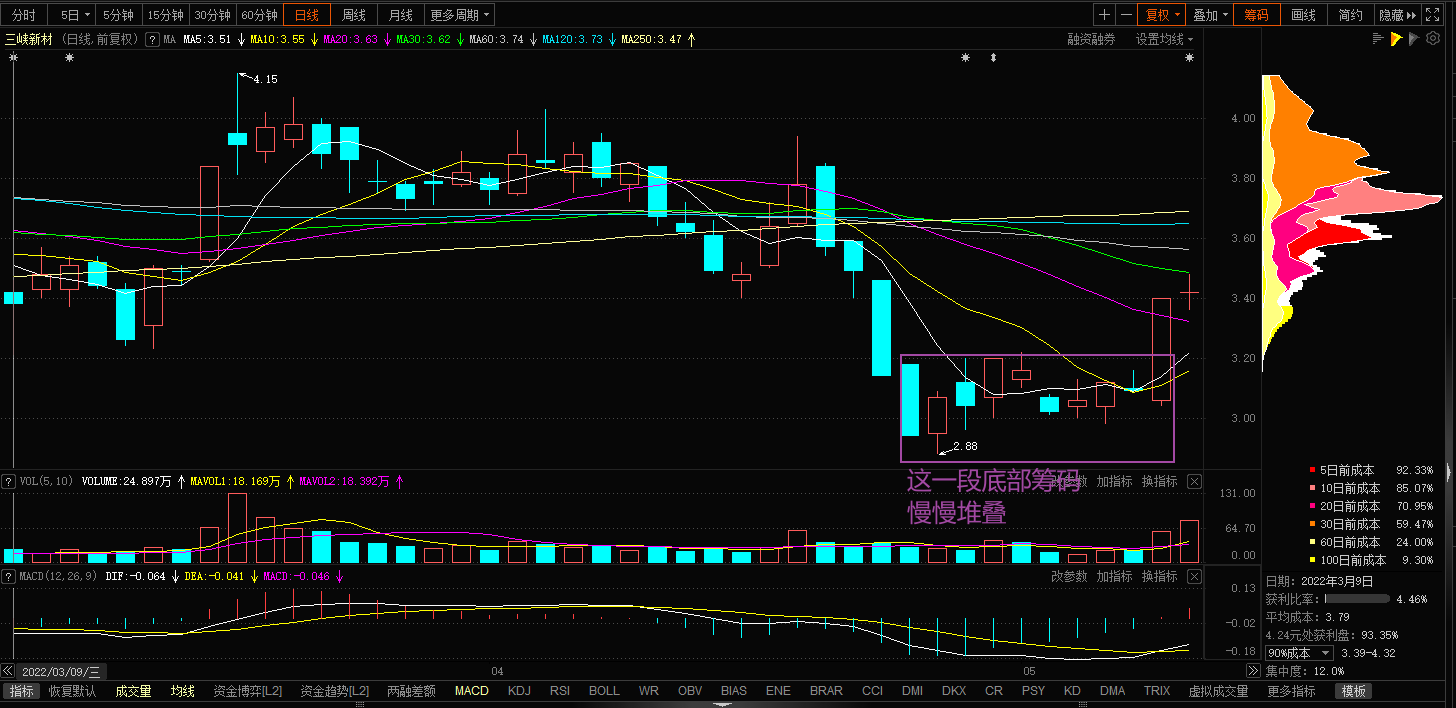 分时 5日 5分钟 15分钟 30分钟 60分钟 日线 周线 月线 更多周期 复权 叠加 筹码 画线 简约 隐藏
三峡新材 (日线,前复权) ? MA MA5:3.51 ↓ MA10:3.55 ↓ MA20:3.63 ↓ MA30:3.62 ↓ MA60:3.74 ↓ MA120:3.73 ↓ MA250:3.47 ↑ 融资融券 设置均线
4.15
4.00
3.80
3.60
3.40
3.20
3.00
2.88
这一段底部筹码
慢慢堆叠
? VOL(5,10) VOLUME:24.897万 ↑ MAVOL1:18.169万 ↑ MAVOL2:18.392万 ↑ 改参数 加指标 换指标
131.00
64.70
0.00
? MACD(12,26,9) DIF:-0.064 ↓ DEA:-0.041 ↓ MACD:-0.046 ↓ 改参数 加指标 换指标
0.13
-0.02
-0.18
2022/03/09/三 04 05
5日前成本 92.33%
10日前成本 85.07%
20日前成本 70.95%
30日前成本 59.47%
60日前成本 24.00%
100日前成本 9.30%
日期: 2022年3月9日
获利比率: 4.46%
平均成本: 3.79
4.24元处获利盘: 93.35%
90%成本 3.39-4.32
集中度: 12.0%
指标 恢复默认 成交量 均线 资金博弈[L2] 资金趋势[L2] 两融差额 MACD KDJ RSI BOLL WR OBV BIAS ENE BRAR CCI DMI DKX CR PSY KD DMA TRIX 虚拟成交量 更多指标 模板